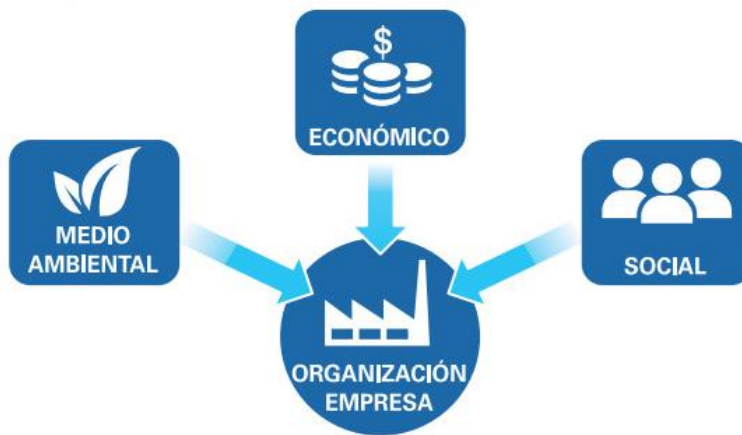 $
ECONÓMICO
MEDIO
AMBIENTAL
SOCIAL
ORGANIZACIÓN
EMPRESA